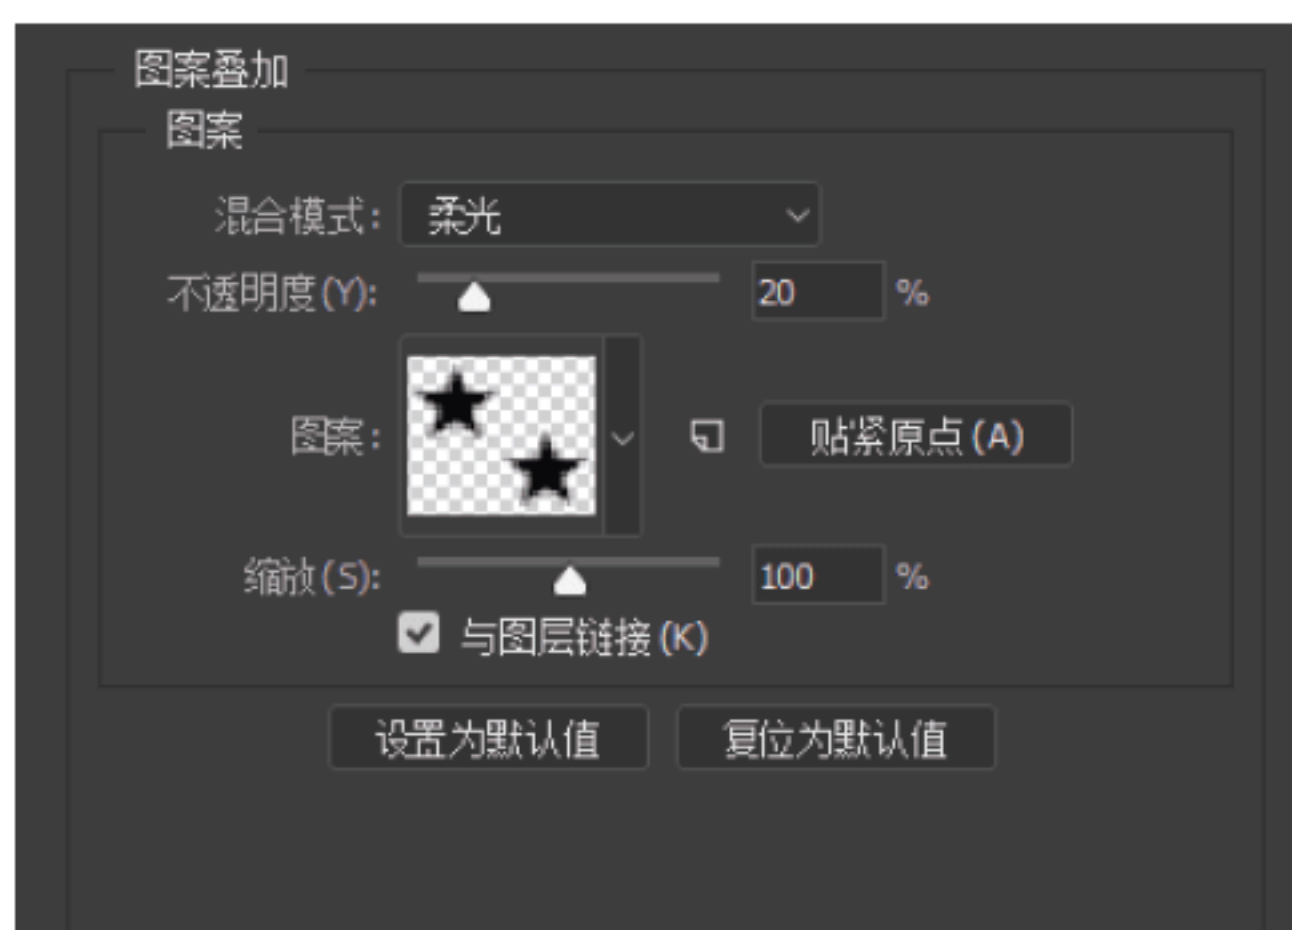 图案叠加
图案
混合模式: 柔光
不透明度(Y): 20 %
图案: 贴紧原点(A)
缩放(S): 100 %
与图层链接(K)
设置为默认值 复位为默认值